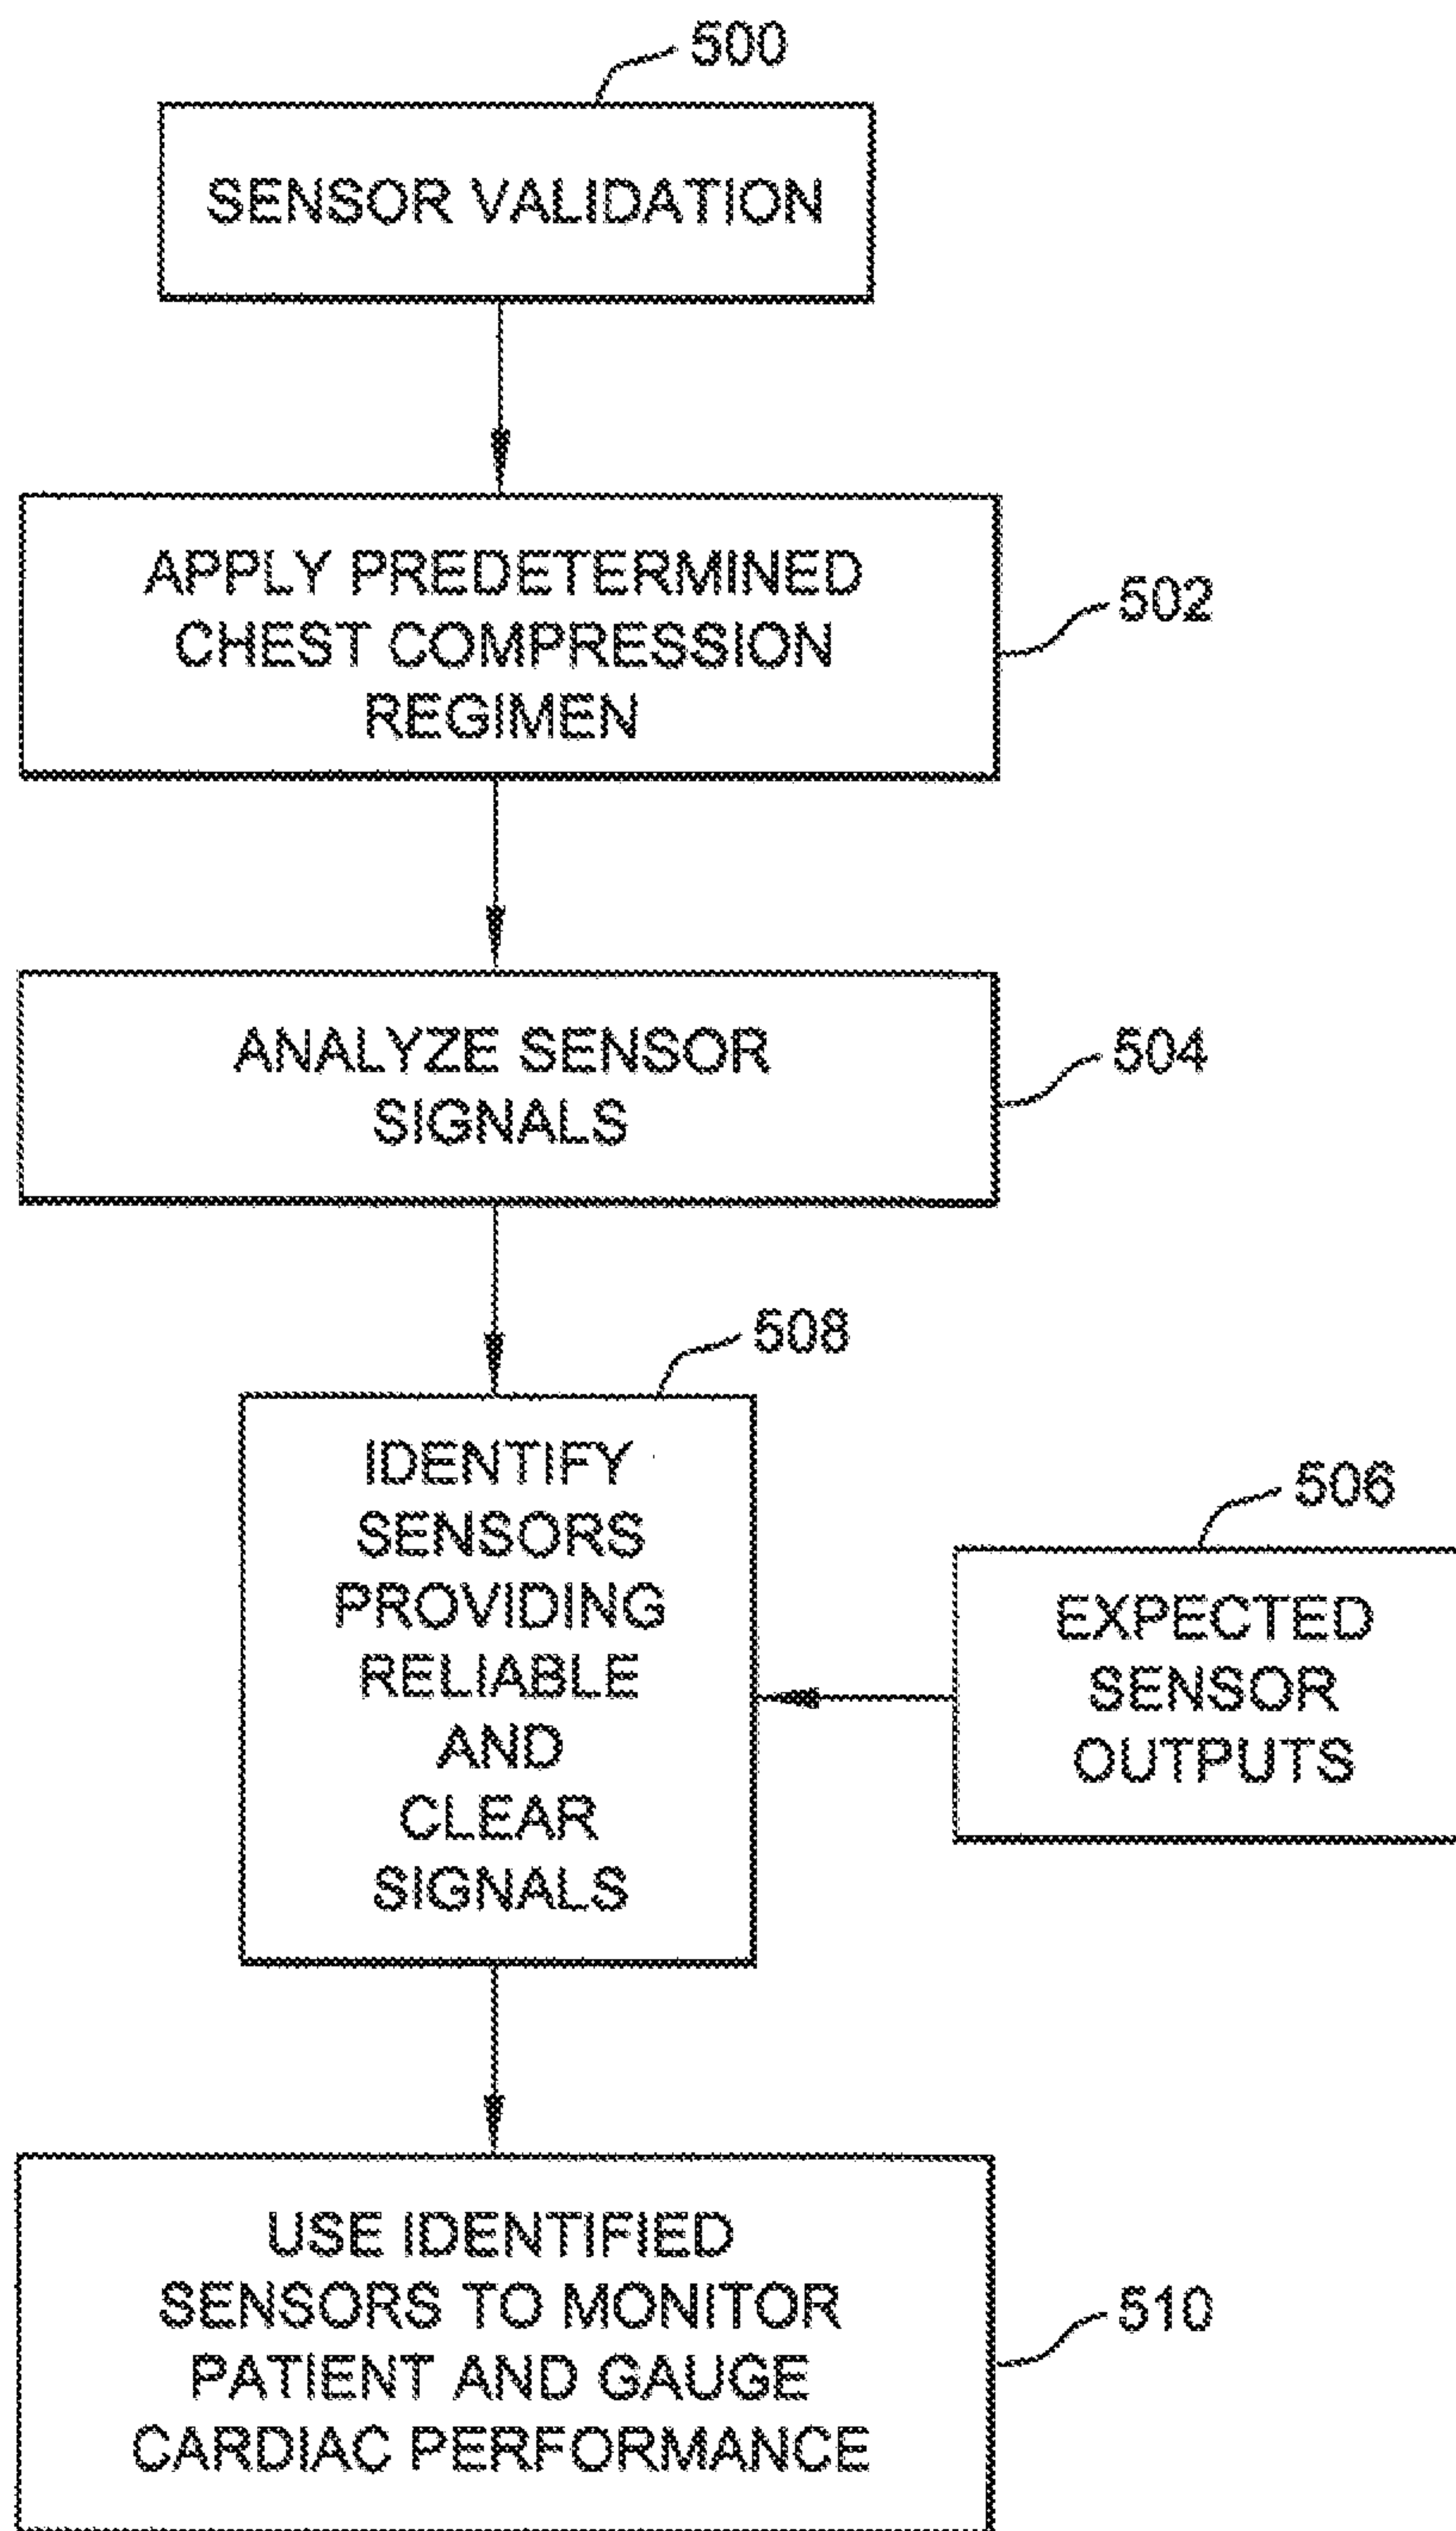 500
SENSOR VALIDATION
APPLY PREDETERMINED
CHEST COMPRESSION
REGIMEN
502
ANALYZE SENSOR
SIGNALS
504
508
IDENTIFY
SENSORS
PROVIDING
RELIABLE
AND
CLEAR
SIGNALS
506
EXPECTED
SENSOR
OUTPUTS
USE IDENTIFIED
SENSORS TO MONITOR
PATIENT AND GAUGE
CARDIAC PERFORMANCE
510